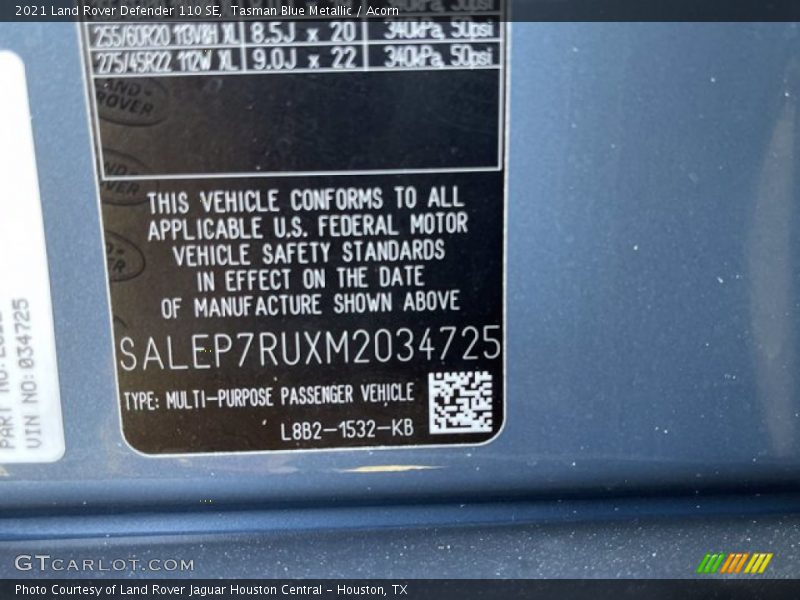 2021 Land Rover Defender 110 SE, Tasman Blue Metallic / Acorn
255/60R20 113V8H XL 8.5J x 20 340kPa, 50psi
275/45R22 112W XL 9.0J x 22 340kPa, 50psi
THIS VEHICLE CONFORMS TO ALL
APPLICABLE U.S. FEDERAL MOTOR
VEHICLE SAFETY STANDARDS
IN EFFECT ON THE DATE
OF MANUFACTURE SHOWN ABOVE
SALEP7RUXM2034725
TYPE: MULTI-PURPOSE PASSENGER VEHICLE
L8B2-1532-KB
PART NO:
VIN NO:034725
GTCARLOT.COM
Photo Courtesy of Land Rover Jaguar Houston Central - Houston, TX